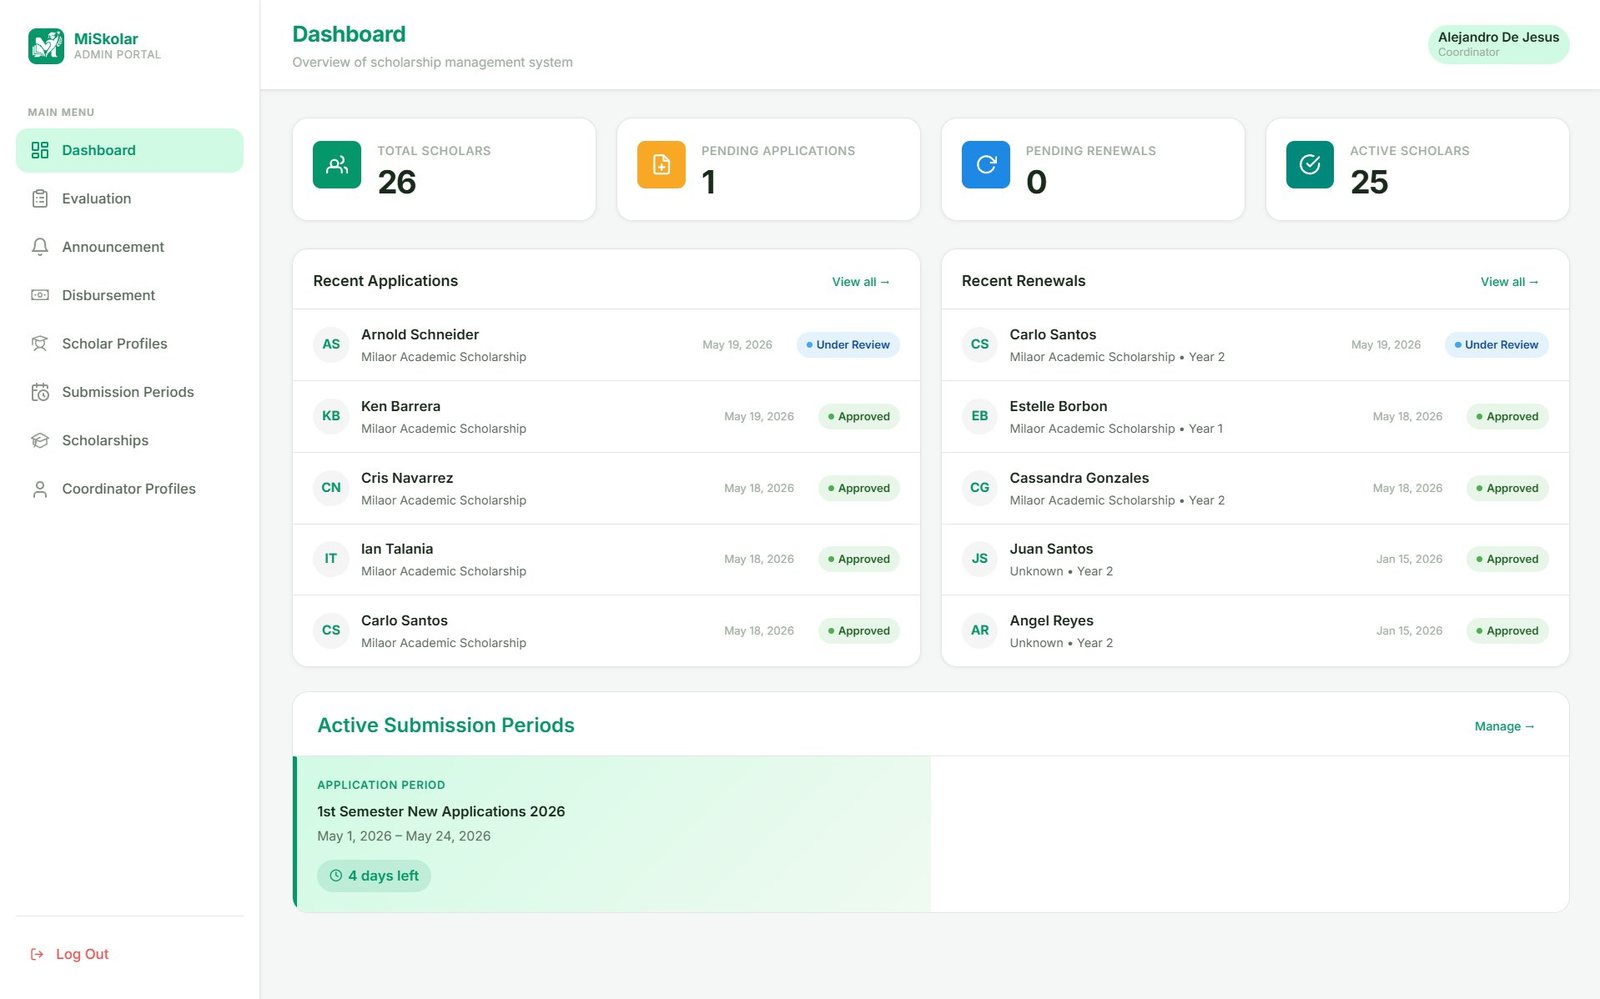 MiSkolar
ADMIN PORTAL
MAIN MENU
Dashboard
Evaluation
Announcement
Disbursement
Scholar Profiles
Submission Periods
Scholarships
Coordinator Profiles
Log Out
Dashboard
Overview of scholarship management system
Alejandro De Jesus
Coordinator
TOTAL SCHOLARS
26
PENDING APPLICATIONS
1
PENDING RENEWALS
0
ACTIVE SCHOLARS
25
Recent Applications
View all →
AS
Arnold Schneider
Milaor Academic Scholarship
May 19, 2026
Under Review
KB
Ken Barrera
Milaor Academic Scholarship
May 19, 2026
Approved
CN
Cris Navarrez
Milaor Academic Scholarship
May 18, 2026
Approved
IT
Ian Talania
Milaor Academic Scholarship
May 18, 2026
Approved
CS
Carlo Santos
Milaor Academic Scholarship
May 18, 2026
Approved
Recent Renewals
View all →
CS
Carlo Santos
Milaor Academic Scholarship • Year 2
May 19, 2026
Under Review
EB
Estelle Borbon
Milaor Academic Scholarship • Year 1
May 18, 2026
Approved
CG
Cassandra Gonzales
Milaor Academic Scholarship • Year 2
May 18, 2026
Approved
JS
Juan Santos
Unknown • Year 2
Jan 15, 2026
Approved
AR
Angel Reyes
Unknown • Year 2
Jan 15, 2026
Approved
Active Submission Periods
Manage →
APPLICATION PERIOD
1st Semester New Applications 2026
May 1, 2026 – May 24, 2026
4 days left